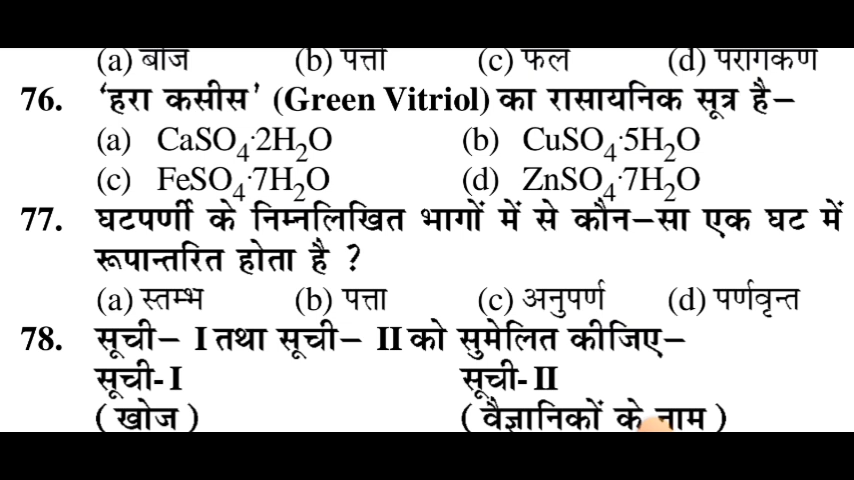 (a) बीज (b) पत्ती (c) फल (d) परागकण
76. ‘हरा कसीस’ (Green Vitriol) का रासायनिक सूत्र है–
(a) CaSO₄·2H₂O (b) CuSO₄·5H₂O
(c) FeSO₄·7H₂O (d) ZnSO₄·7H₂O
77. घटपर्णी के निम्नलिखित भागों में से कौन–सा एक घट में
रूपान्तरित होता है ?
(a) स्तम्भ (b) पत्ता (c) अनुपर्ण (d) पर्णवृन्त
78. सूची– I तथा सूची– II को सुमेलित कीजिए–
सूची-I सूची-II
( खोज ) ( वैज्ञानिकों के नाम )